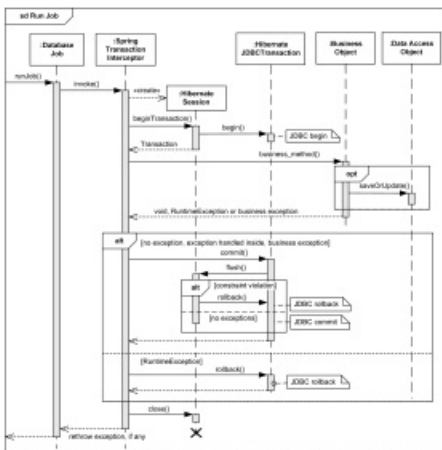 sd Run Job
:Database
Job
:Spring
Transaction
Interceptor
:Hibernate
JDBCTransaction
:Business
Object
:Data Access
Object
runJob()
invoke()
«create»
:Hibernate
Session
beginTransaction()
begin()
JDBC begin
Transaction
business_method()
opt
saveOrUpdate()
void, RuntimeException or business exception
alt
[no exception, exception handled inside, business exception]
commit()
flush()
alt
[constraint violation]
rollback()
JDBC rollback
[no exceptions]
JDBC commit
[RuntimeException]
rollback()
JDBC rollback
close()
rethrow exception, if any